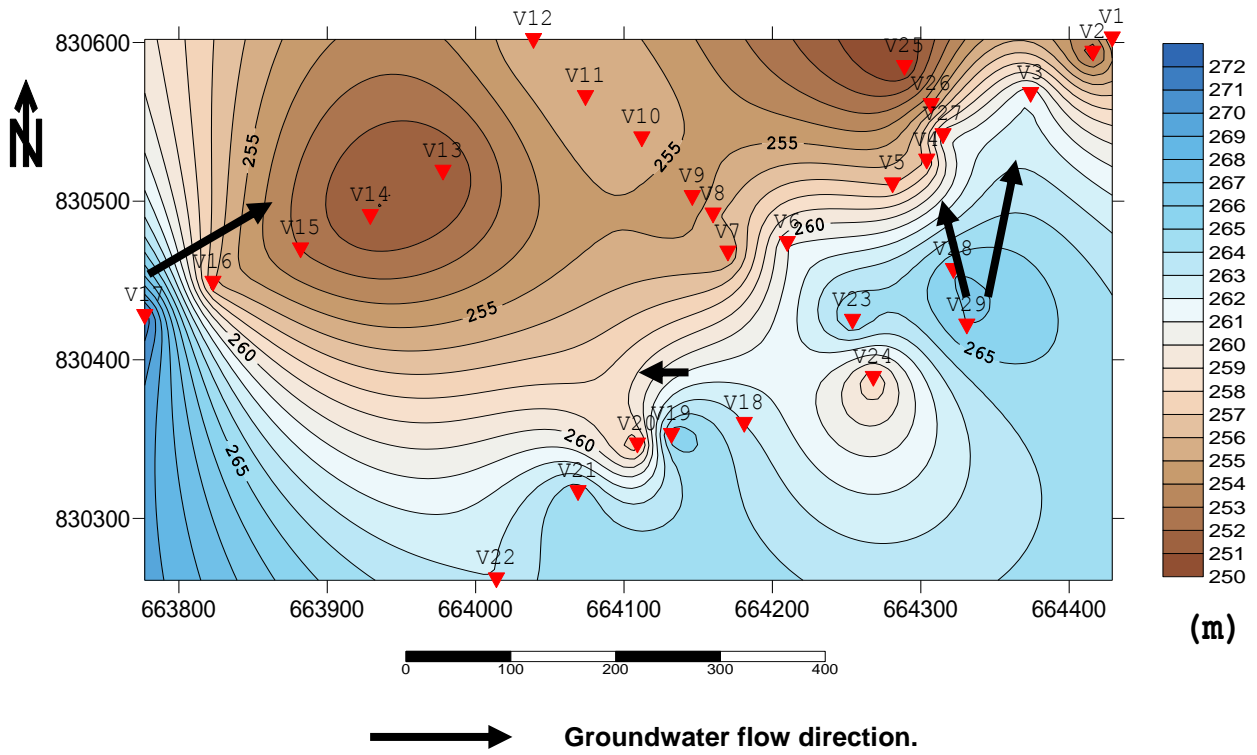 V12
V1
830600
V2
V25
272
V3
271
V11
V26
270
N
V27
269
V10
268
255
255
V4
267
V13
255
V5
266
V9
265
V14
V8
264
830500
263
V15
V7
V6
260
262
V16
V28
261
V17
255
V23
V29
260
260
265
259
830400
V24
258
257
V20
V19
V18
256
265
260
255
V21
254
830300
253
252
V22
251
250
663800
663900
664000
664100
664200
664300
664400
(m)
0
100
200
300
400
Groundwater flow direction.